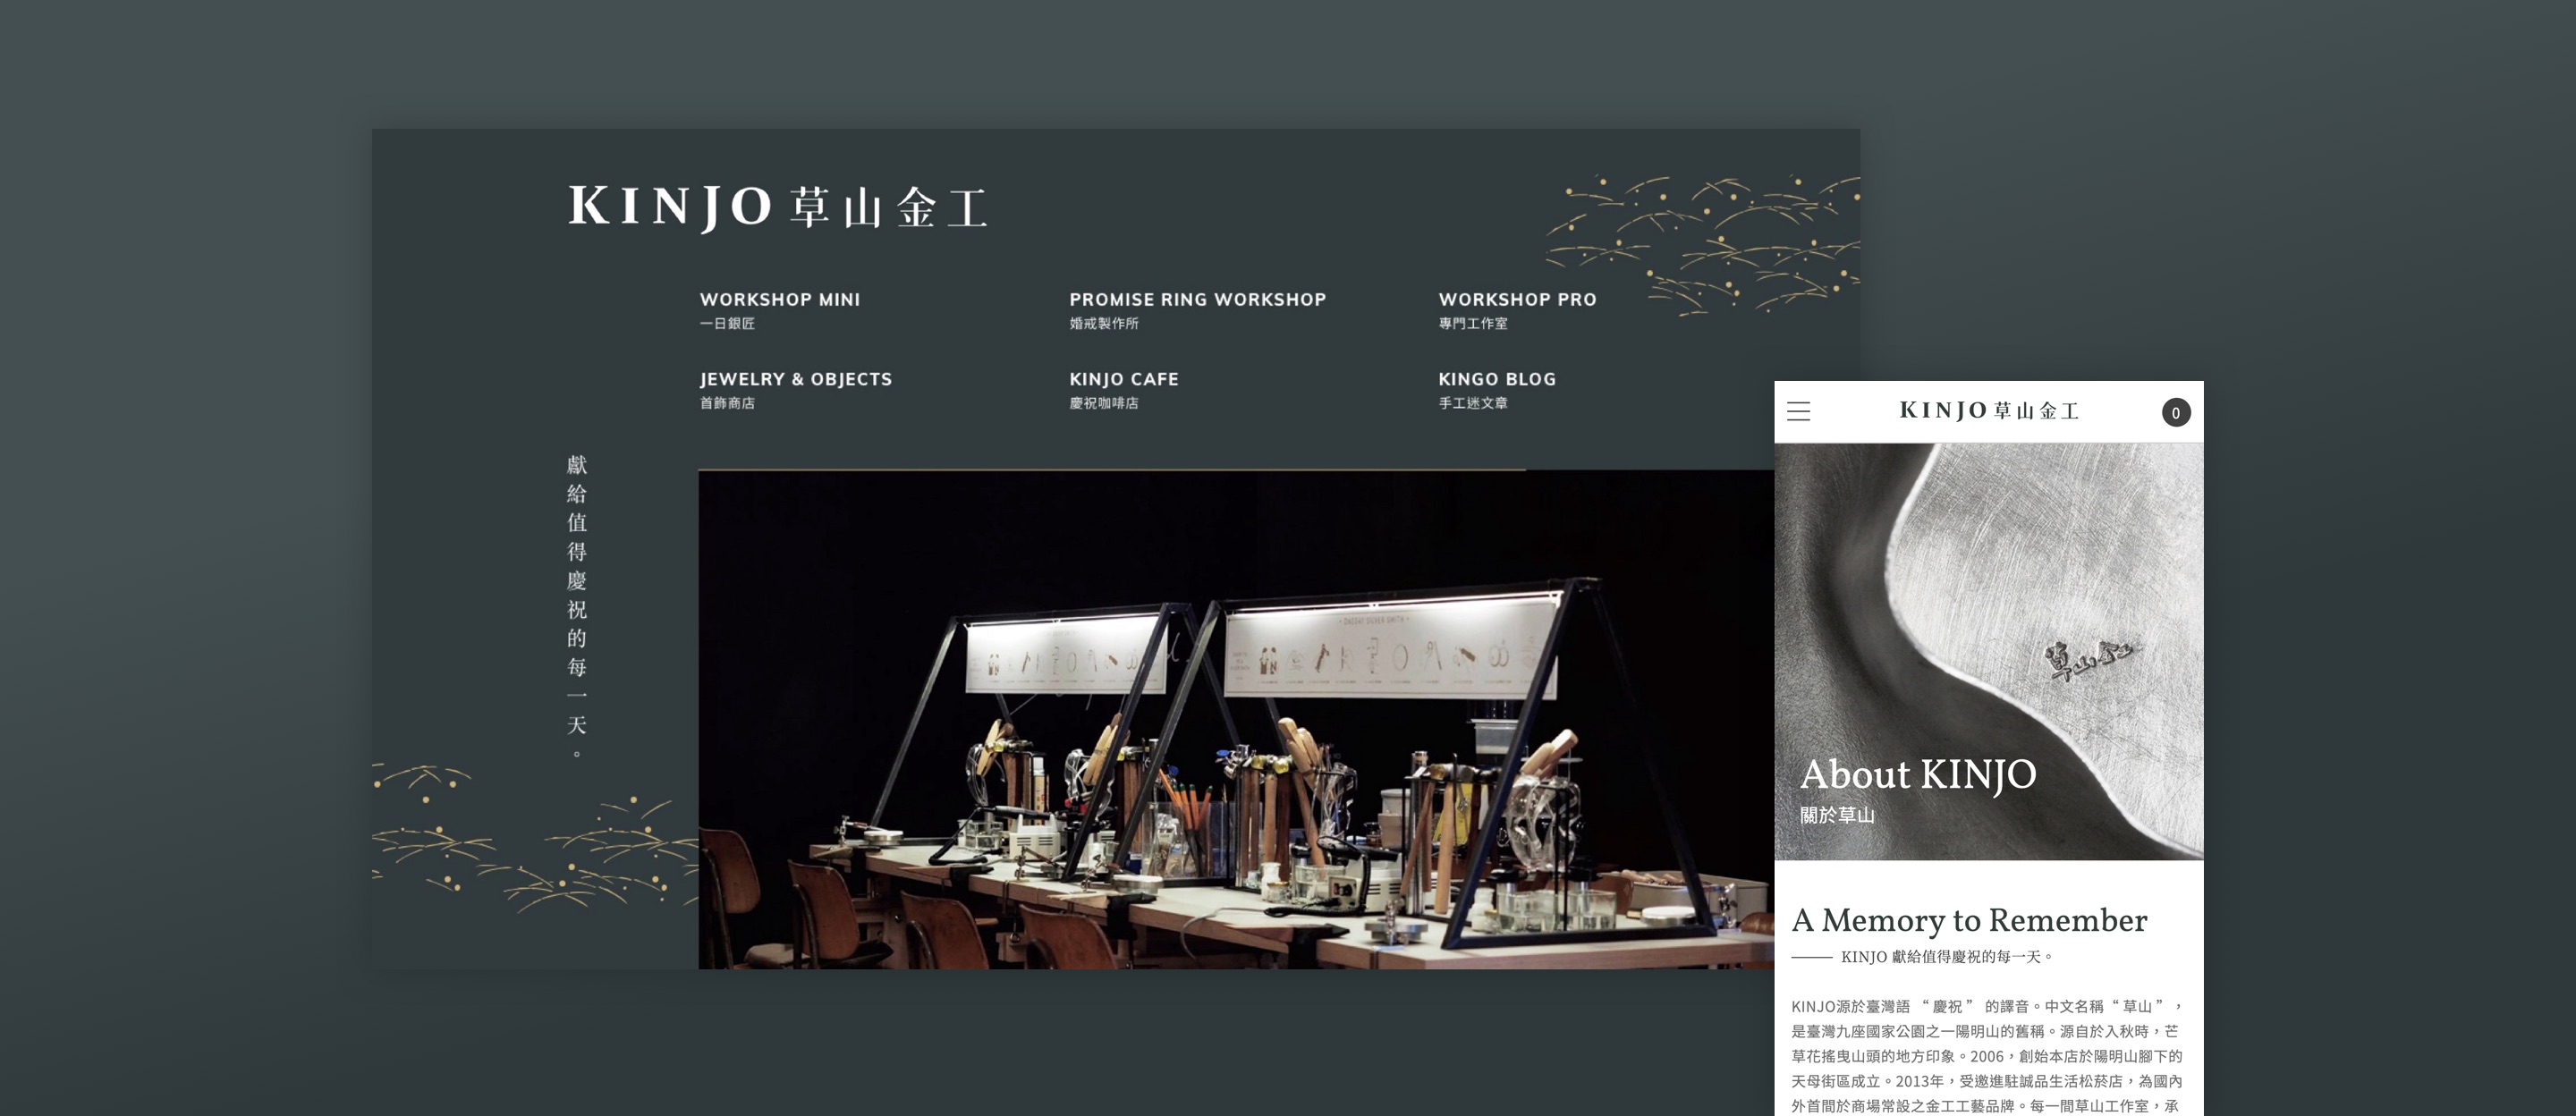 KINJO 草山金工
WORKSHOP MINI
一日銀匠
PROMISE RING WORKSHOP
婚戒製作所
WORKSHOP PRO
專門工作室
JEWELRY & OBJECTS
首飾商店
KINJO CAFE
慶祝咖啡店
KINGO BLOG
手工迷文章
獻給值得慶祝的每一天。
KINJO 草山金工
0
草山金工
About KINJO
關於草山
A Memory to Remember
KINJO 獻給值得慶祝的每一天。
KINJO源於臺灣語 “ 慶祝 ” 的譯音。中文名稱 “ 草山 ” ，
是臺灣九座國家公園之一陽明山的舊稱。源自於入秋時，芒
草花搖曳山頭的地方印象。2006，創始本店於陽明山腳下的
天母街區成立。2013年，受邀進駐誠品生活松菸店，為國內
外首間於商場常設之金工工藝品牌。每一間草山工作室，承